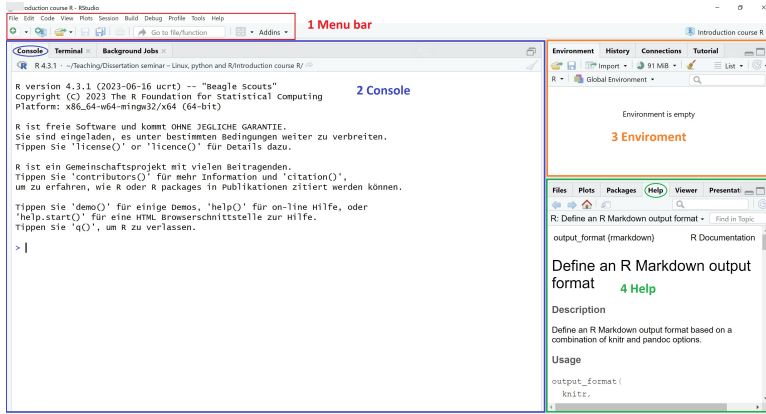 oduction course R - RStudio
File Edit Code View Plots Session Build Debug Profile Tools Help
1 Menu bar
Go to file/function
Addins
Introduction course R
Console Terminal Background Jobs
R 4.3.1 · ~/Teaching/Dissertation seminar – Linux, python and R/Introduction course R/
R version 4.3.1 (2023-06-16 ucrt) -- "Beagle Scouts"
Copyright (C) 2023 The R Foundation for Statistical Computing
Platform: x86_64-w64-mingw32/x64 (64-bit)
2 Console
R ist freie Software und kommt OHNE JEGLICHE GARANTIE.
Sie sind eingeladen, es unter bestimmten Bedingungen weiter zu verbreiten.
Tippen Sie 'license()' or 'licence()' für Details dazu.
R ist ein Gemeinschaftsprojekt mit vielen Beitragenden.
Tippen Sie 'contributors()' für mehr Information und 'citation()',
um zu erfahren, wie R oder R packages in Publikationen zitiert werden können.
Tippen Sie 'demo()' für einige Demos, 'help()' für on-line Hilfe, oder
'help.start()' für eine HTML Browserschnittstelle zur Hilfe.
Tippen Sie 'q()', um R zu verlassen.
>
Environment History Connections Tutorial
Import 91 MiB List
R Global Environment
Environment is empty
3 Enviroment
Files Plots Packages Help Viewer Presentati
R: Define an R Markdown output format Find in Topic
output_format {rmarkdown} R Documentation
Define an R Markdown output
format
4 Help
Description
Define an R Markdown output format based on a
combination of knitr and pandoc options.
Usage
output_format(
knitr,